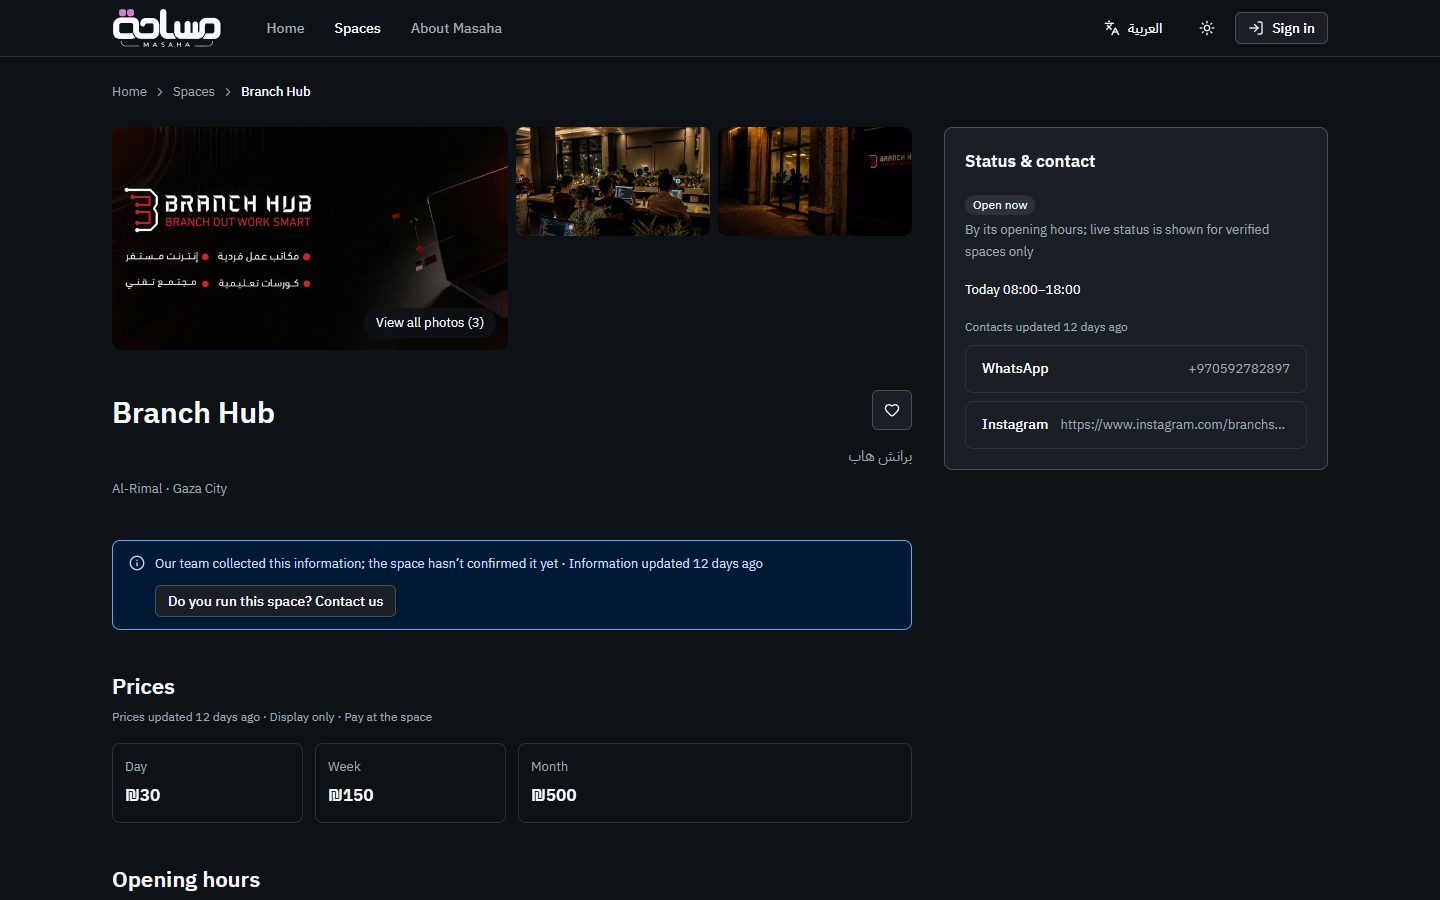 مساحة
MASAHA
Home
Spaces
About Masaha
العربية
Sign in
Home
Spaces
Branch Hub
BRANCH HUB
BRANCH OUT WORK SMART
مكاتب عمل فردية
إنترنت مستقر
كورسات تعليمية
مجتمع تقني
View all photos (3)
BRANCH H
Status & contact
Open now
By its opening hours; live status is shown for verified
spaces only
Today 08:00–18:00
Contacts updated 12 days ago
WhatsApp +970592782897
Instagram https://www.instagram.com/branchs...
Branch Hub
برانش هاب
Al-Rimal · Gaza City
Our team collected this information; the space hasn’t confirmed it yet · Information updated 12 days ago
Do you run this space? Contact us
Prices
Prices updated 12 days ago · Display only · Pay at the space
Day
₪30
Week
₪150
Month
₪500
Opening hours